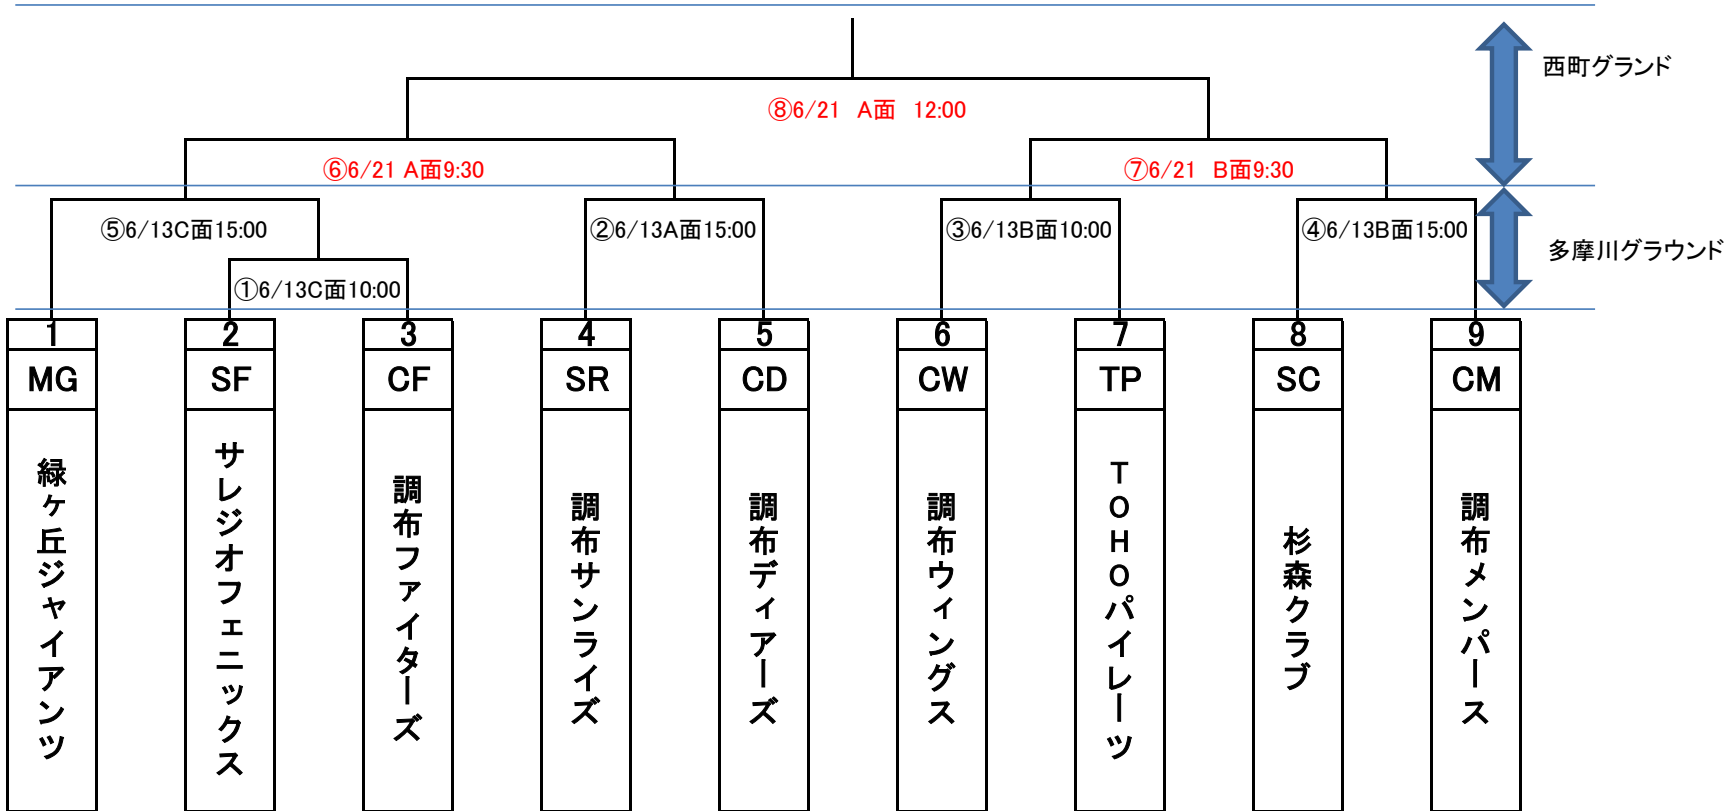 西町グランド
⑧6/21 A面 12:00
⑥6/21 A面9:30
⑦6/21 B面9:30
⑤6/13C面15:00
②6/13A面15:00
③6/13B面10:00
④6/13B面15:00
多摩川グラウンド
①6/13C面10:00
1 2 3 4 5 6 7 8 9
MG SF CF SR CD CW TP SC CM
緑ヶ丘ジャイアンツ
サレジオフェニックス
調布ファイターズ
調布サンライズ
調布ディアーズ
調布ウィングス
TOHOパイレーツ
杉森クラブ
調布メンパース